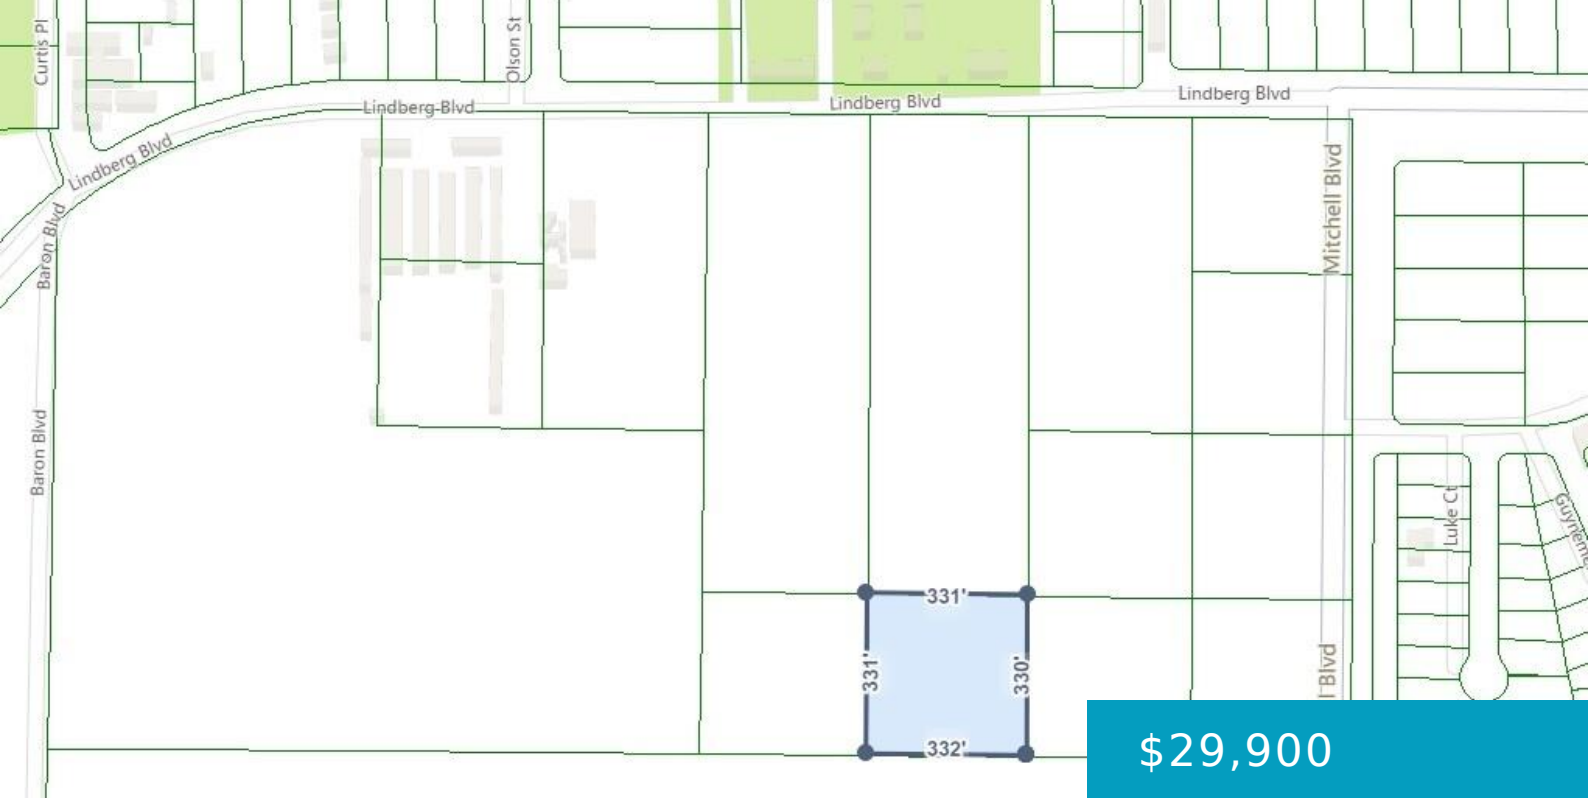 Curtis Pl
Olson St
Lindberg Blvd
Lindberg Blvd
Lindberg Blvd
Lindberg Blvd
Mitchell Blvd
Baron Blvd
Baron Blvd
Luke Ct
331'
331'
330'
332'
Blvd
$29,900